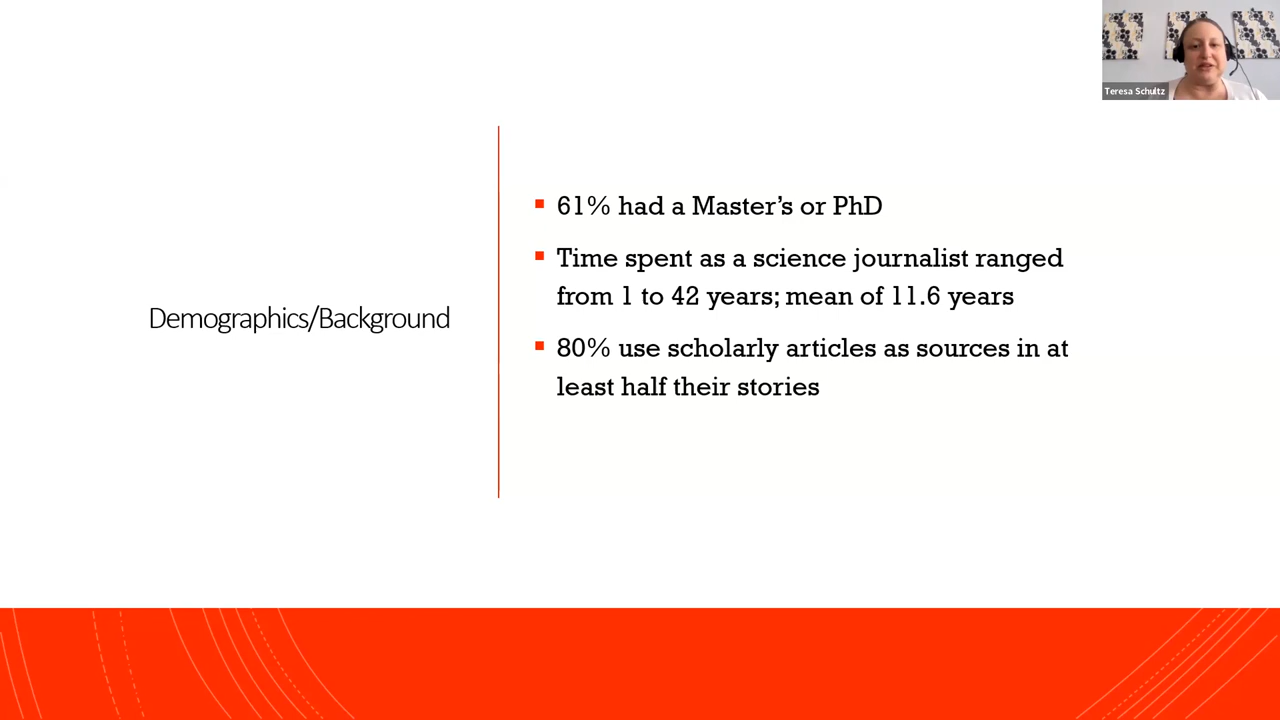 Teresa Schultz
Demographics/Background
61% had a Master’s or PhD
Time spent as a science journalist ranged
from 1 to 42 years; mean of 11.6 years
80% use scholarly articles as sources in at
least half their stories